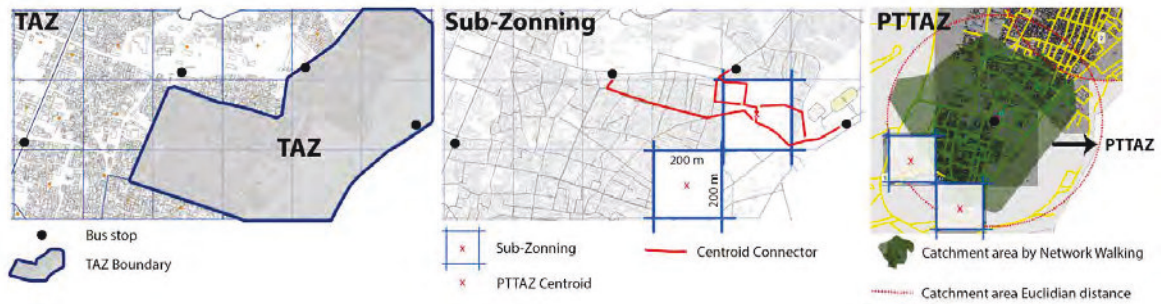 TAZ
TAZ
Bus stop
TAZ Boundary
Sub-Zonning
200 m
200 m
x
x
Sub-Zonning
x
PTTAZ Centroid
Centroid Connector
PTTAZ
PTTAZ
x
x
Catchment area by Network Walking
Catchment area Euclidian distance